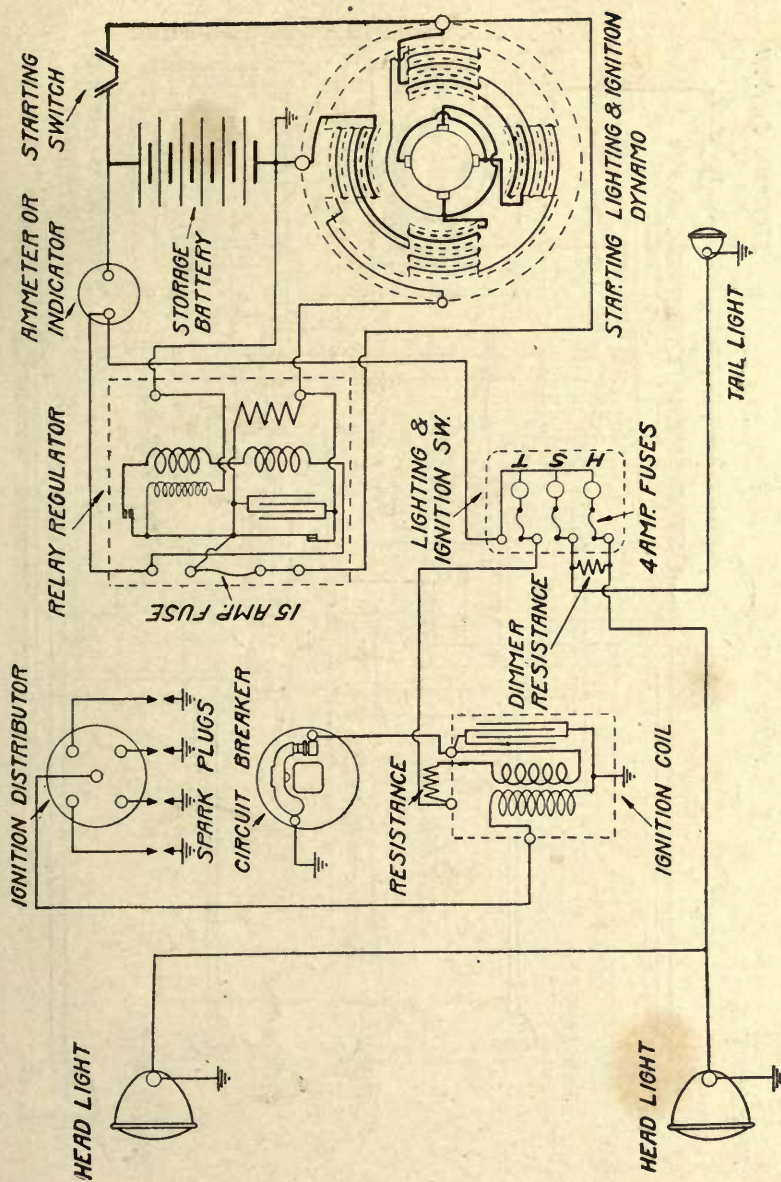 STARTING
SWITCH
AMMETER OR
INDICATOR
STORAGE
BATTERY
STARTING LIGHTING & IGNITION
DYNAMO
RELAY REGULATOR
15 AMP. FUSE
LIGHTING &
IGNITION SW.
T
S
H
4 AMP. FUSES
TAIL LIGHT
IGNITION DISTRIBUTOR
SPARK PLUGS
CIRCUIT BREAKER
DIMMER
RESISTANCE
RESISTANCE
IGNITION COIL
HEAD LIGHT
HEAD LIGHT